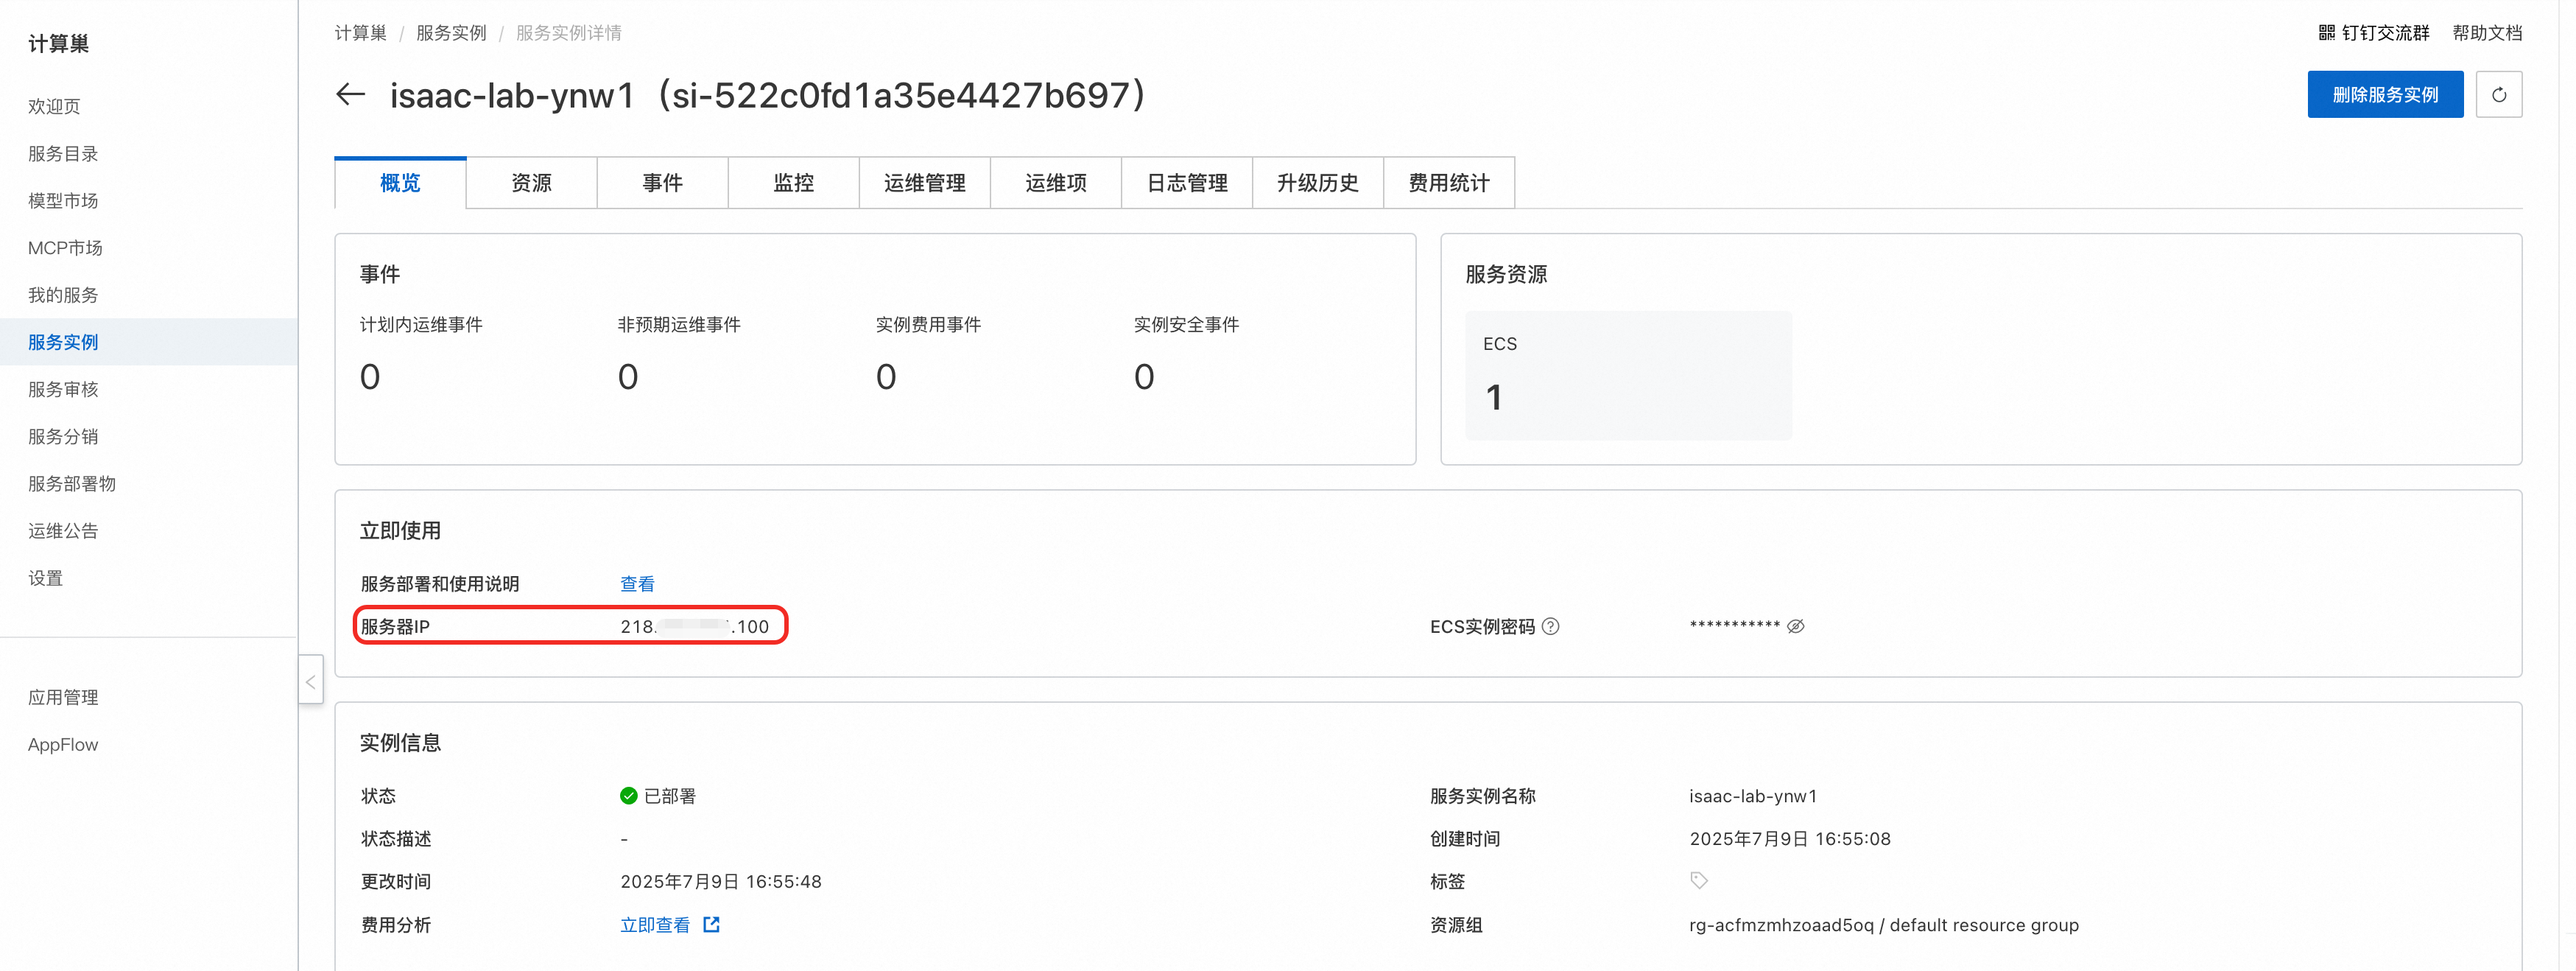 计算巢
欢迎页
服务目录
模型市场
MCP市场
我的服务
服务实例
服务审核
服务分销
服务部署物
运维公告
设置
应用管理
AppFlow
计算巢 / 服务实例 / 服务实例详情
钉钉交流群 帮助文档
isaac-lab-ynw1（si-522c0fd1a35e4427b697）
删除服务实例
概览 资源 事件 监控 运维管理 运维项 日志管理 升级历史 费用统计
事件
计划内运维事件 非预期运维事件 实例费用事件 实例安全事件
0 0 0 0
服务资源
ECS
1
立即使用
服务部署和使用说明 查看
服务器IP 218. .100
ECS实例密码 ***********
实例信息
状态 已部署
服务实例名称 isaac-lab-ynw1
状态描述 -
创建时间 2025年7月9日 16:55:08
更改时间 2025年7月9日 16:55:48
标签
费用分析 立即查看
资源组 rg-acfmzmhzoaad5oq / default resource group